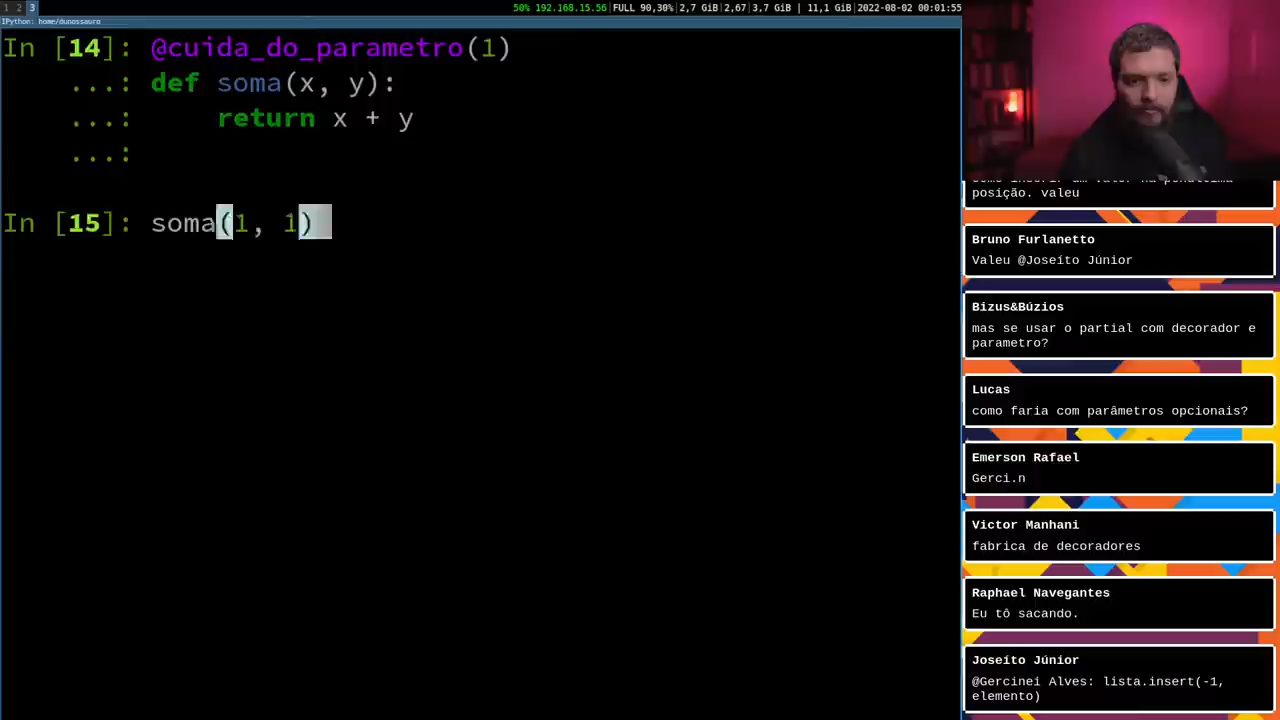 1 2 3
50% 192.168.15.56|FULL 90,30%|2,7 GiB|2,67|3,7 GiB | 11,1 GiB|2022-08-02 00:01:55
IPython: home/dunossauro
In [14]: @cuida_do_parametro(1)
...: def soma(x, y):
...: return x + y
...:
In [15]: soma(1, 1)
posição. valeu
Bruno Furlanetto
Valeu @Joseíto Júnior
Bizus&Búzios
mas se usar o partial com decorador e
parametro?
Lucas
como faria com parâmetros opcionais?
Emerson Rafael
Gerci.n
Victor Manhani
fabrica de decoradores
Raphael Navegantes
Eu tô sacando.
Joseíto Júnior
@Gercinei Alves: lista.insert(-1,
elemento)